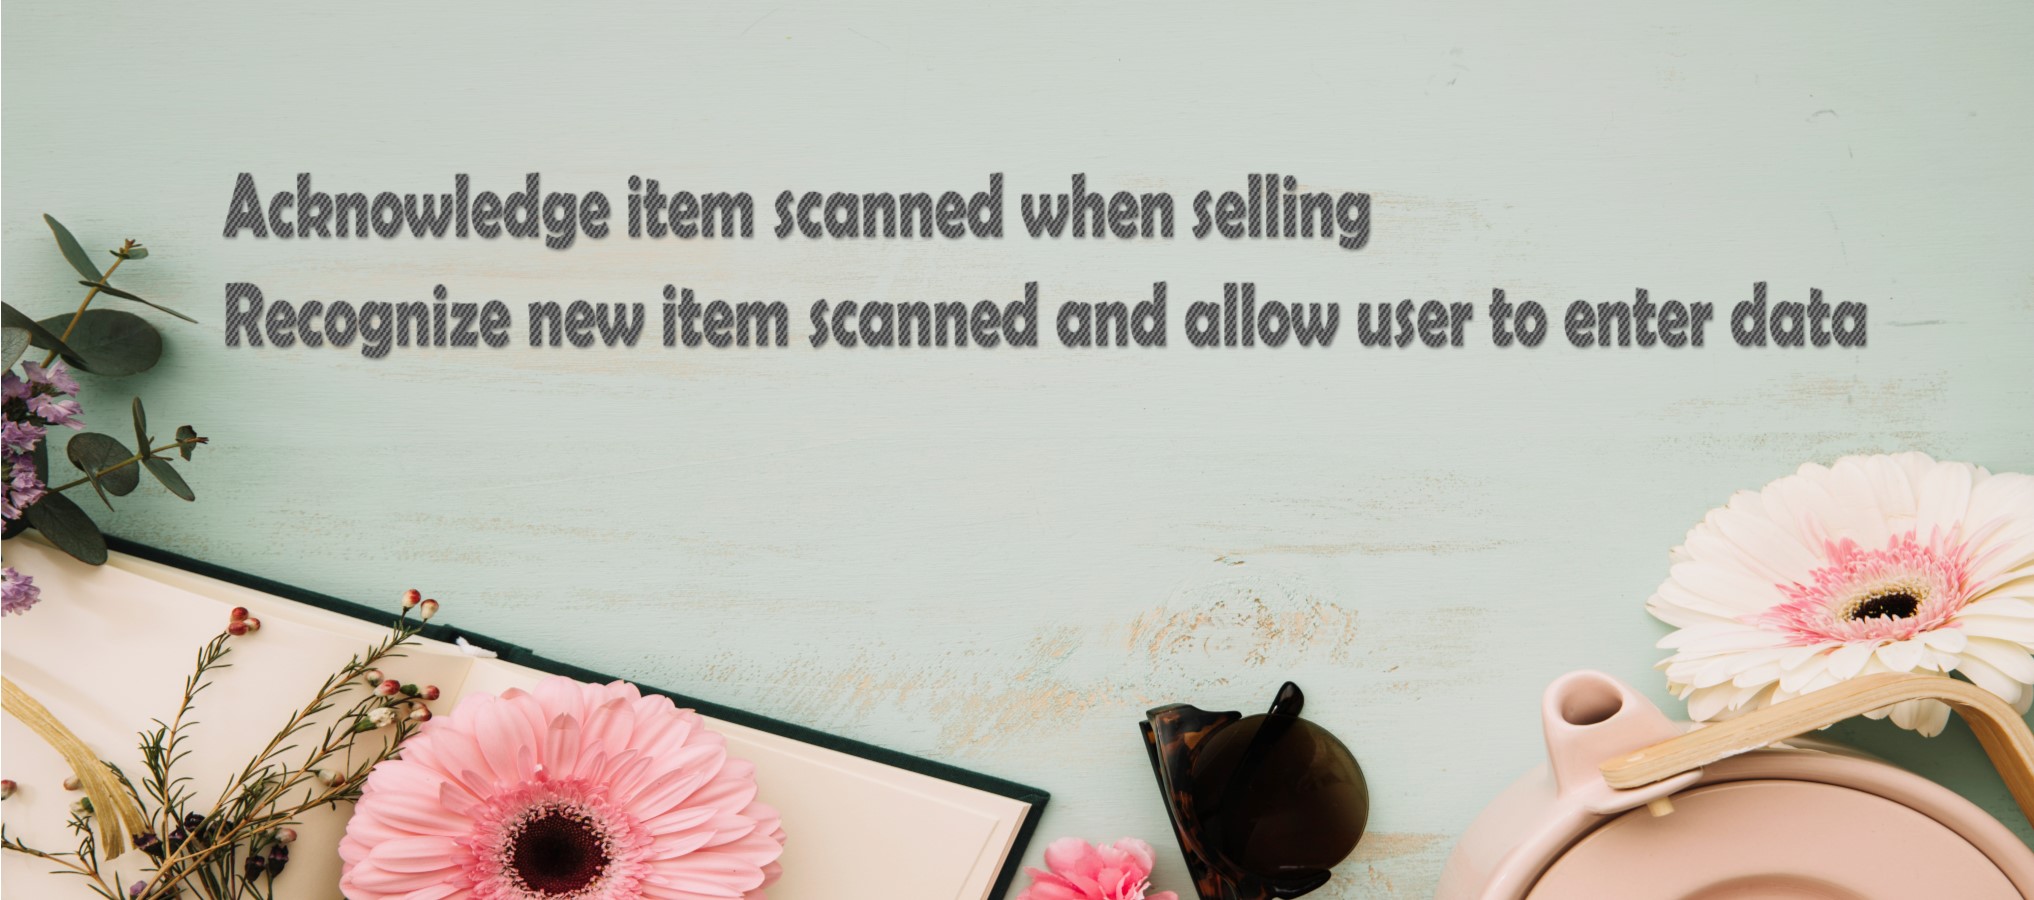 Acknowledge item scanned when selling
Recognize new item scanned and allow user to enter data